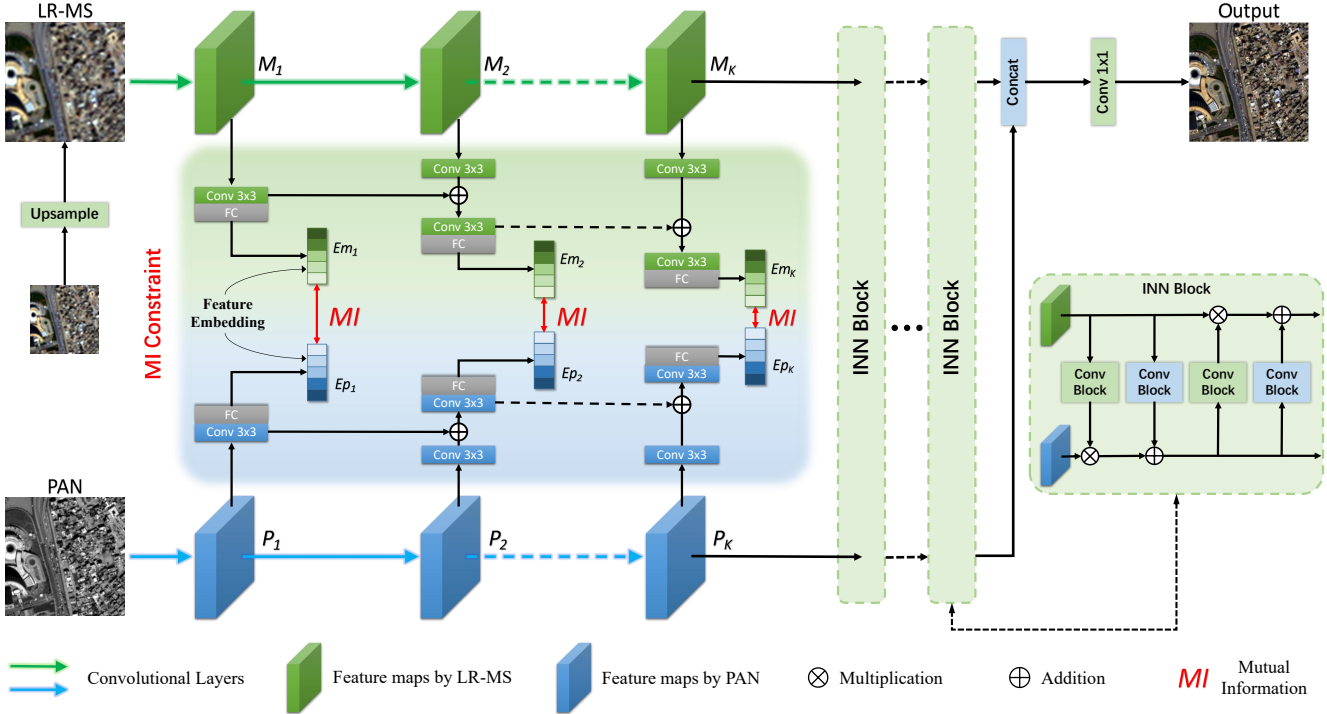 LR-MS
Output
M1
M2
MK
Concat
Conv 1x1
Conv 3x3
Conv 3x3
Upsample
Conv 3x3
FC
Conv 3x3
FC
Conv 3x3
FC
Em1
Em2
EmK
MI Constraint
Feature
Embedding
MI
MI
MI
INN Block
INN Block
INN Block
Conv
Block
Conv
Block
Conv
Block
Conv
Block
Ep1
Ep2
EpK
FC
Conv 3x3
FC
Conv 3x3
FC
Conv 3x3
Conv 3x3
Conv 3x3
PAN
P1
P2
PK
Convolutional Layers
Feature maps by LR-MS
Feature maps by PAN
Multiplication
Addition
MI
Mutual
Information